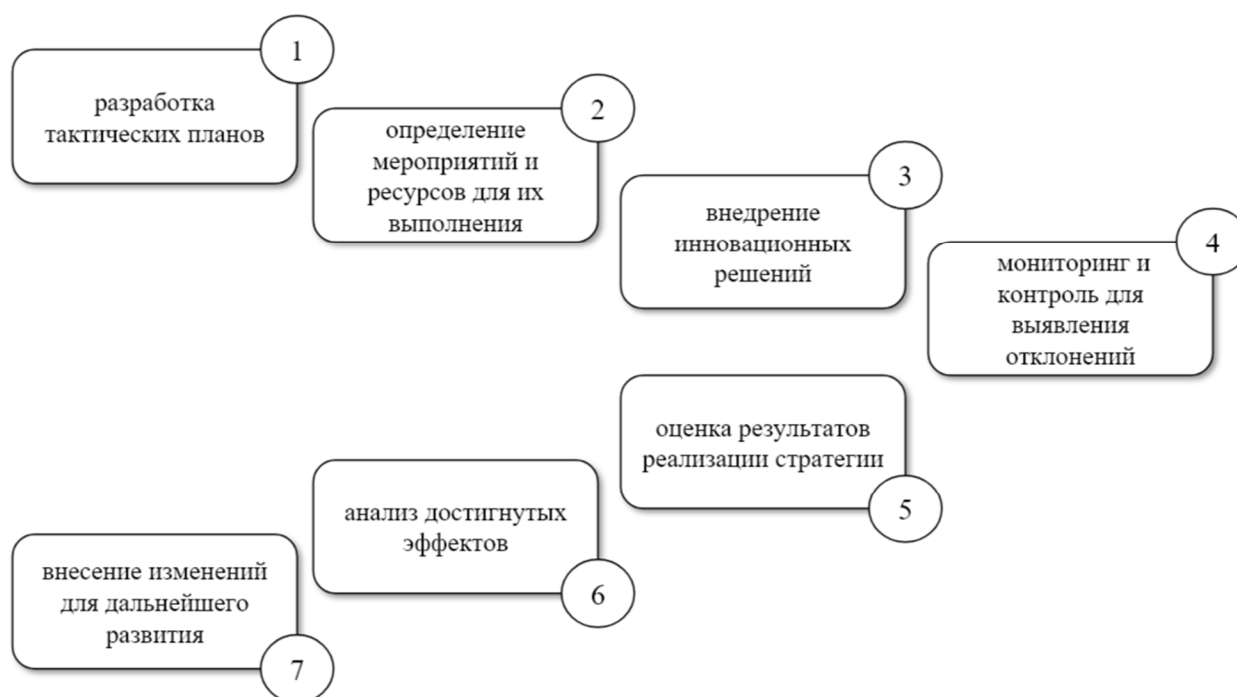 1
разработка
тактических планов
2
определение
мероприятий и
ресурсов для их
выполнения
3
внедрение
инновационных
решений
4
мониторинг и
контроль для
выявления
отклонений
оценка результатов
реализации стратегии
5
анализ достигнутых
эффектов
6
внесение изменений
для дальнейшего
развития
7